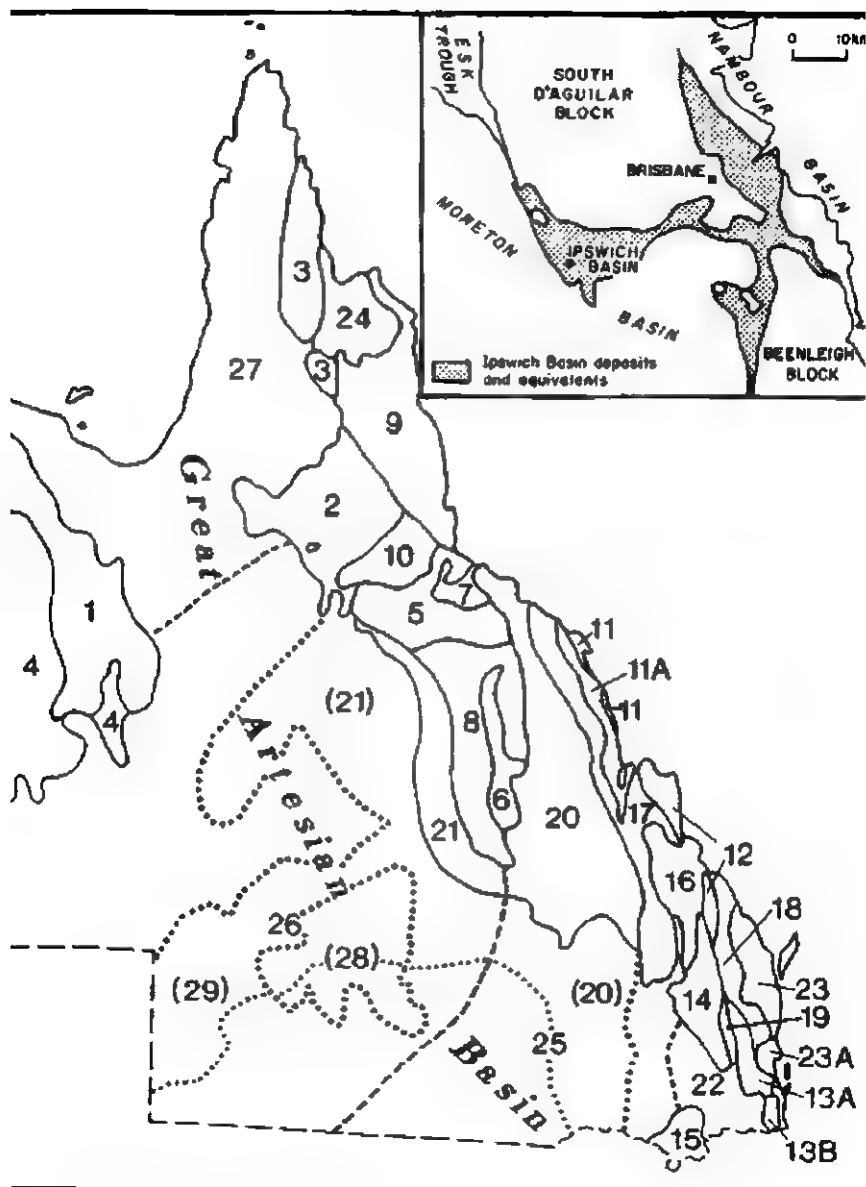 ESK
TROUGH
SOUTH
D'AGUILAR
BLOCK
NAMBOUR
BASIN
0 10 km
BRISBANE
MORETON
BASIN
IPSWICH
BASIN
BEENLEIGH
BLOCK
Ipswich Basin deposits
and equivalents
3
24
27
3
9
Great
2
10
7
1
5
11
4
11A
4
(21)
8
11
Artesian
6
21
20
17
12
16
18
26
(28)
(29)
(20)
14
23
19
25
23A
Basin
22
13A
15
13B